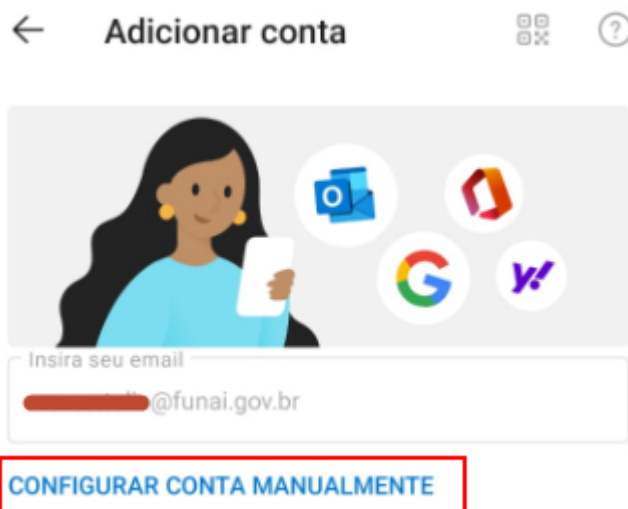 Adicionar conta
Insira seu email
@funai.gov.br
CONFIGURAR CONTA MANUALMENTE